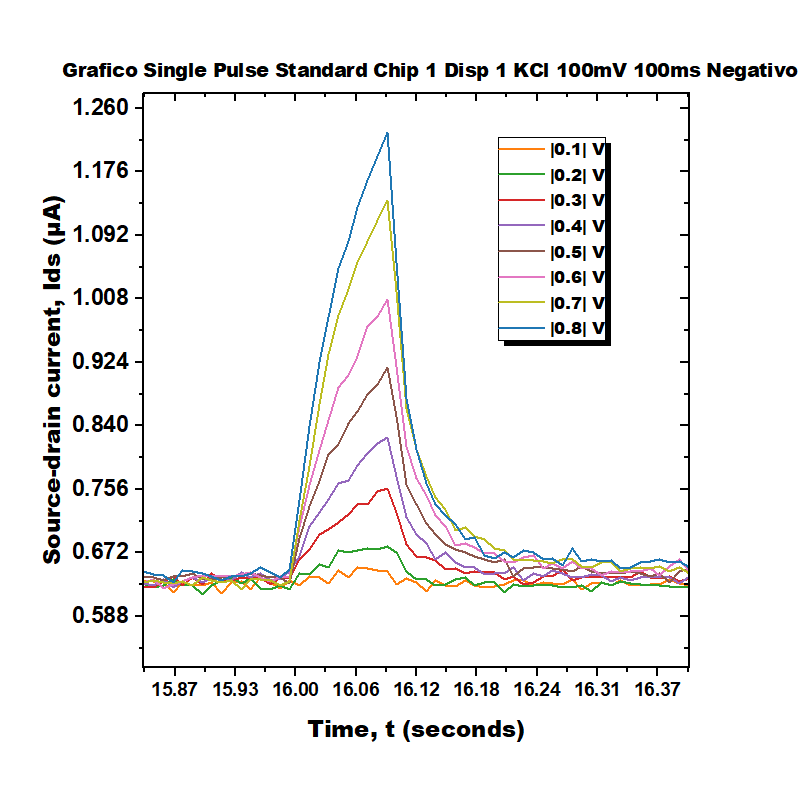 Grafico Single Pulse Standard Chip 1 Disp 1 KCl 100mV 100ms Negativo
1.260
1.176
1.092
1.008
0.924
0.840
0.756
0.672
0.588
Source-drain current, Ids (µA)
|0.1| V
|0.2| V
|0.3| V
|0.4| V
|0.5| V
|0.6| V
|0.7| V
|0.8| V
15.87 15.93 16.00 16.06 16.12 16.18 16.24 16.31 16.37
Time, t (seconds)